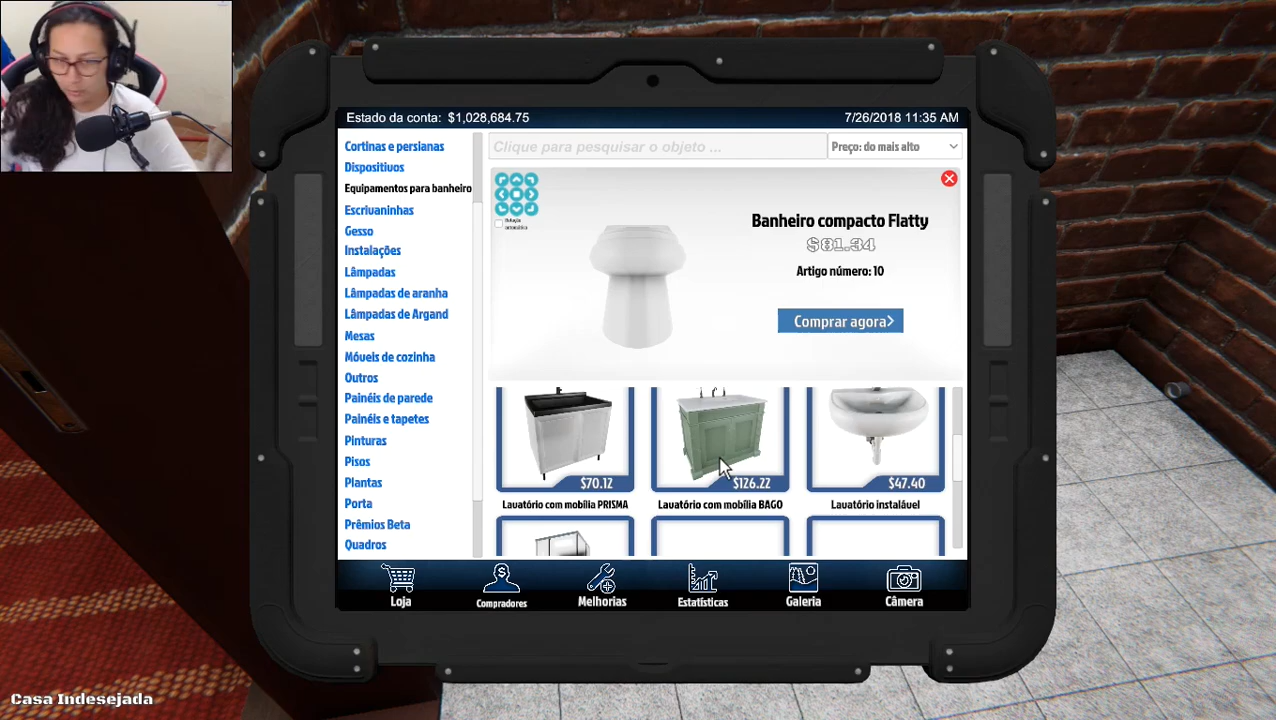 Estado da conta: $1,028,684.75
7/26/2018 11:35 AM
Cortinas e persianas
Dispositivos
Equipamentos para banheiro
Escrivaninhas
Gesso
Instalações
Lâmpadas
Lâmpadas de aranha
Lâmpadas de Argand
Mesas
Móveis de cozinha
Outros
Painéis de parede
Painéis e tapetes
Pinturas
Pisos
Plantas
Porta
Prêmios Beta
Quadros
Clique para pesquisar o objeto ...
Preço: do mais alto
Rotação
automática
Banheiro compacto Flatty
$81.34
Artigo número: 10
Comprar agora>
$70.12
$126.22
$47.40
Lavatório com mobília PRISMA
Lavatório com mobília BAGO
Lavatório instalável
Loja
Compradores
Melhorias
Estatísticas
Galeria
Câmera
Casa Indesejada